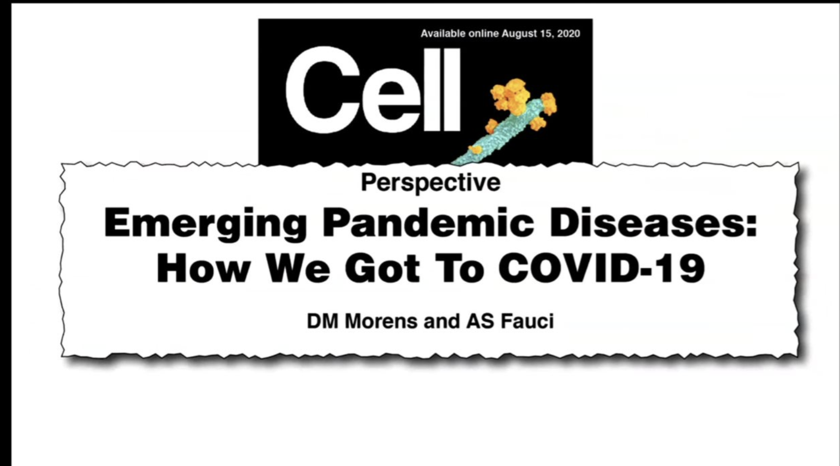 Available online August 15, 2020
Cell
Perspective
Emerging Pandemic Diseases:
How We Got To COVID-19
DM Morens and AS Fauci